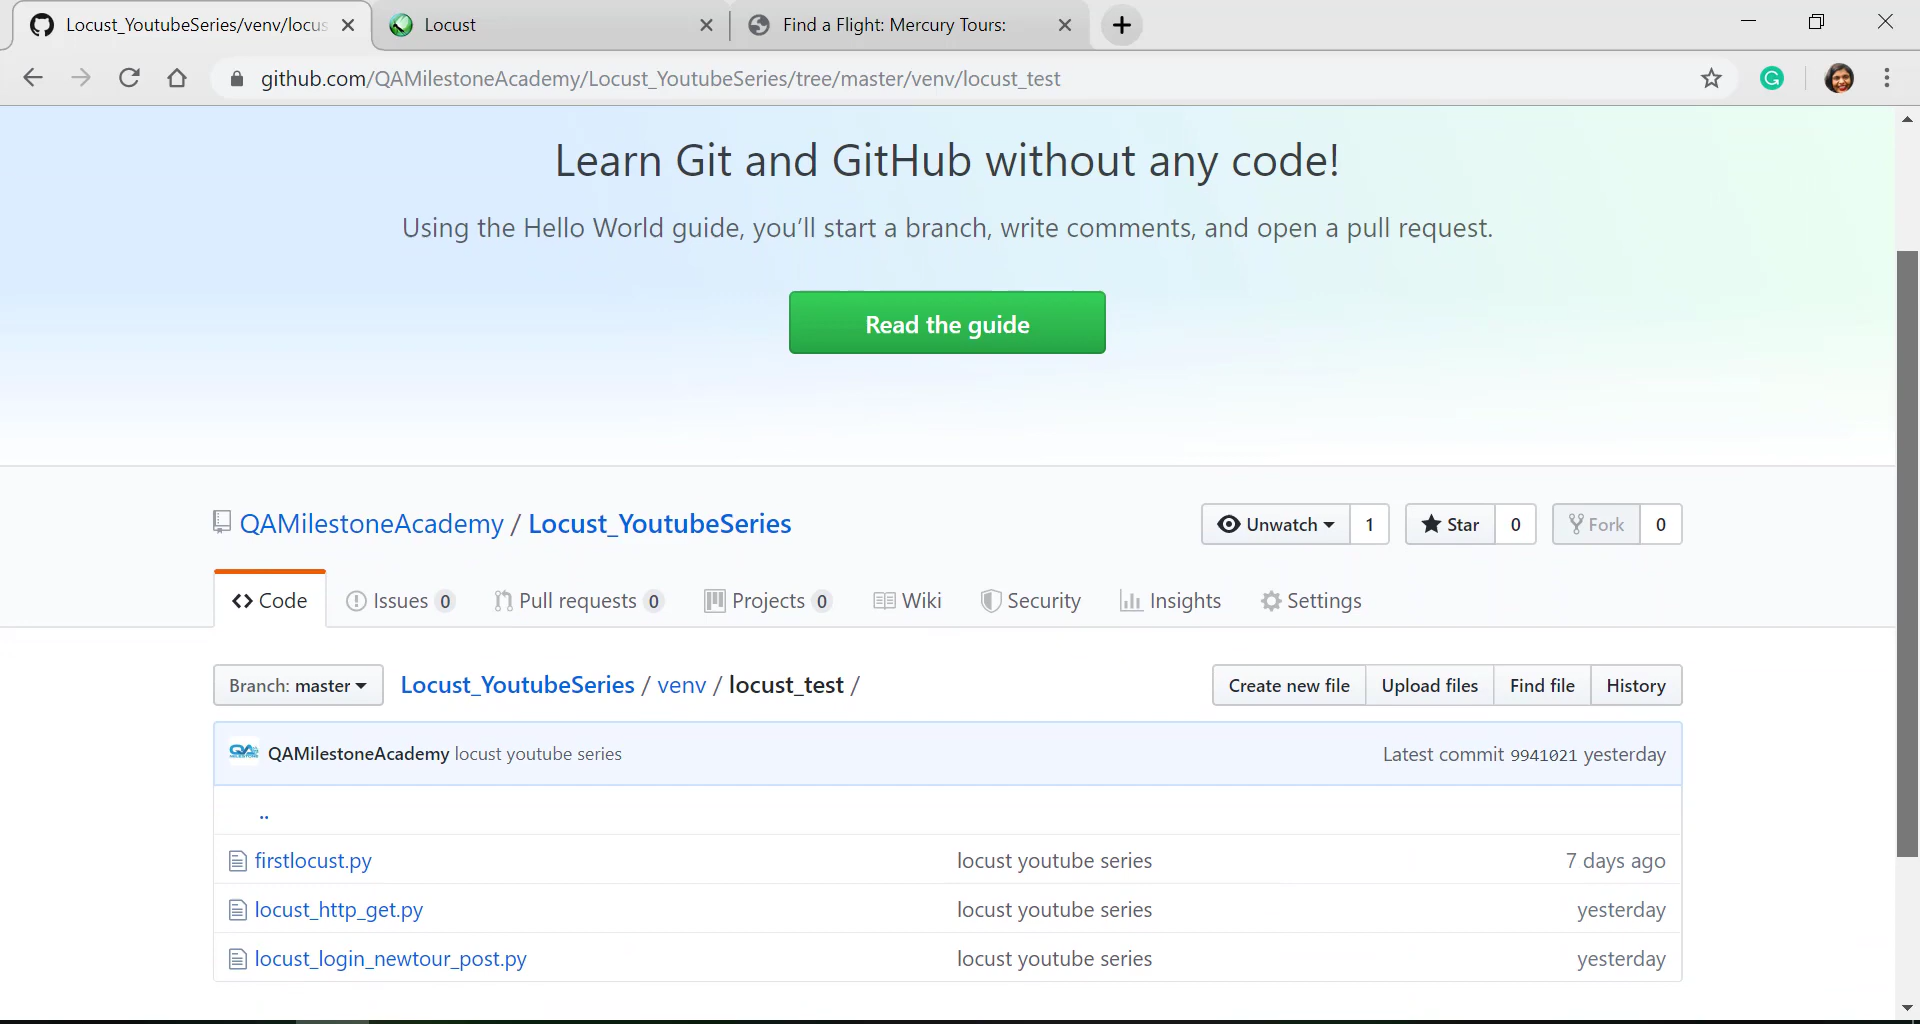 Locust_YoutubeSeries/venv/locus
Locust
Find a Flight: Mercury Tours:
github.com/QAMilestoneAcademy/Locust_YoutubeSeries/tree/master/venv/locust_test
Learn Git and GitHub without any code!
Using the Hello World guide, you’ll start a branch, write comments, and open a pull request.
Read the guide
QAMilestoneAcademy / Locust_YoutubeSeries
Unwatch 1 Star 0 Fork 0
Code Issues 0 Pull requests 0 Projects 0 Wiki Security Insights Settings
Branch: master Locust_YoutubeSeries / venv / locust_test / Create new file Upload files Find file History
QAMilestoneAcademy locust youtube series Latest commit 9941021 yesterday
..
firstlocust.py locust youtube series 7 days ago
locust_http_get.py locust youtube series yesterday
locust_login_newtour_post.py locust youtube series yesterday